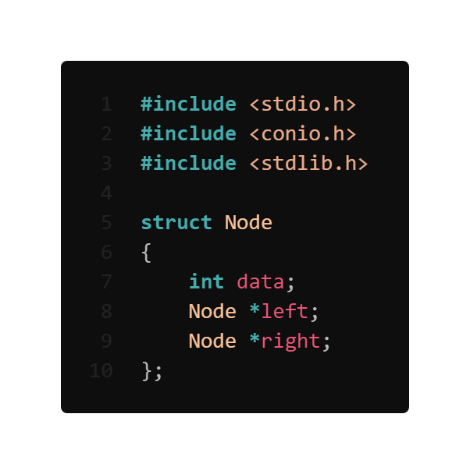 1 #include <stdio.h>
2 #include <conio.h>
3 #include <stdlib.h>
4
5 struct Node
6 {
7     int data;
8     Node *left;
9     Node *right;
10 };